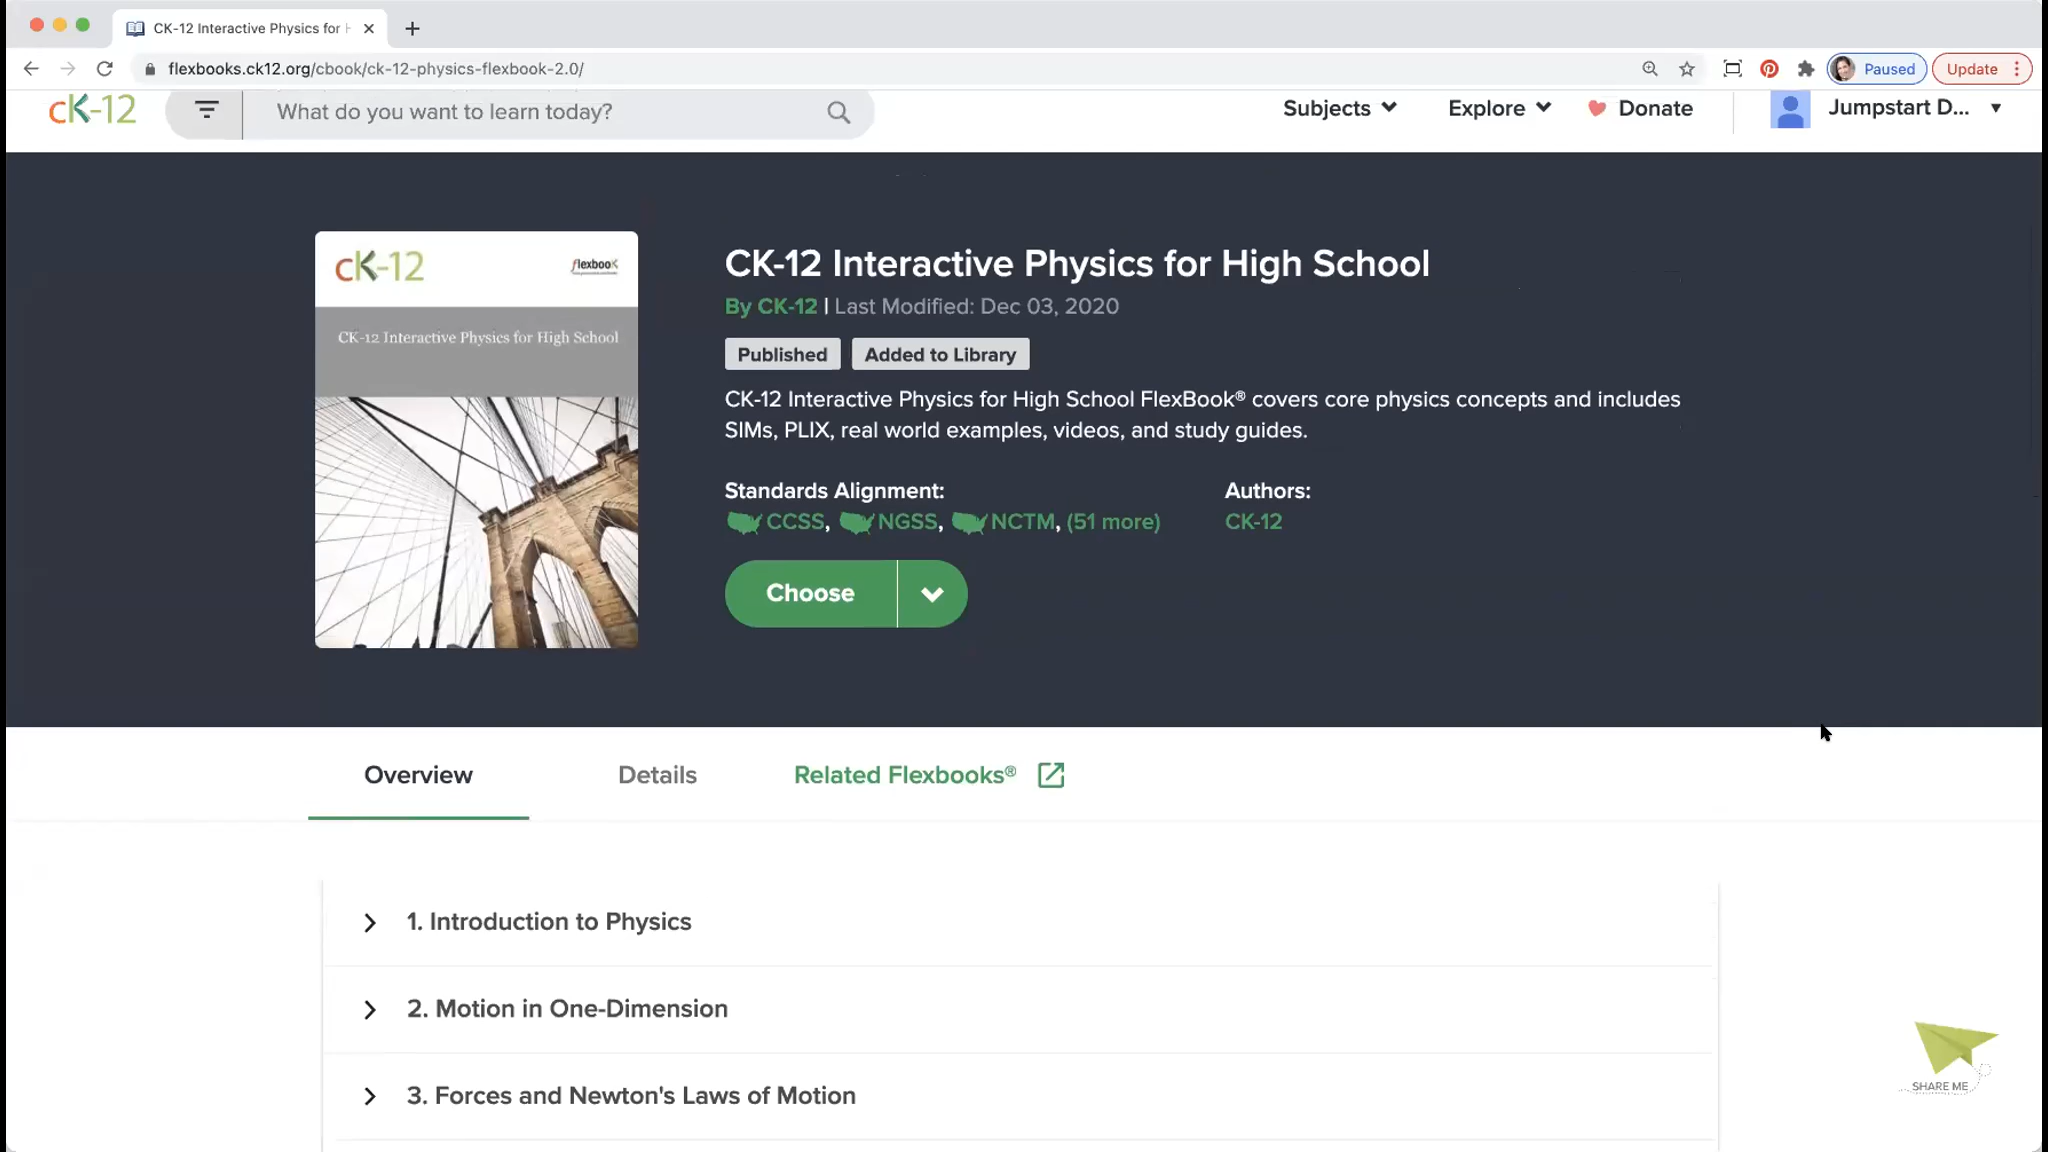 CK-12 Interactive Physics for H
flexbooks.ck12.org/cbook/ck-12-physics-flexbook-2.0/
Paused
Update
cK-12
What do you want to learn today?
Subjects
Explore
Donate
Jumpstart D...
cK-12
flexbook
CK-12 Interactive Physics for High School
CK-12 Interactive Physics for High School
By CK-12 | Last Modified: Dec 03, 2020
Published
Added to Library
CK-12 Interactive Physics for High School FlexBook® covers core physics concepts and includes
SIMs, PLIX, real world examples, videos, and study guides.
Standards Alignment:
CCSS, NGSS, NCTM, (51 more)
Authors:
CK-12
Choose
Overview
Details
Related Flexbooks®
1. Introduction to Physics
2. Motion in One-Dimension
3. Forces and Newton's Laws of Motion
SHARE ME